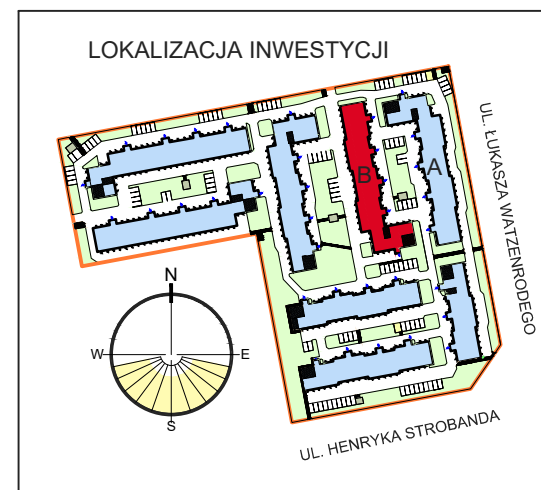 LOKALIZACJA INWESTYCJI
A
B
UL. ŁUKASZA WATZENRODEGO
N
W
E
S
UL. HENRYKA STROBANDA